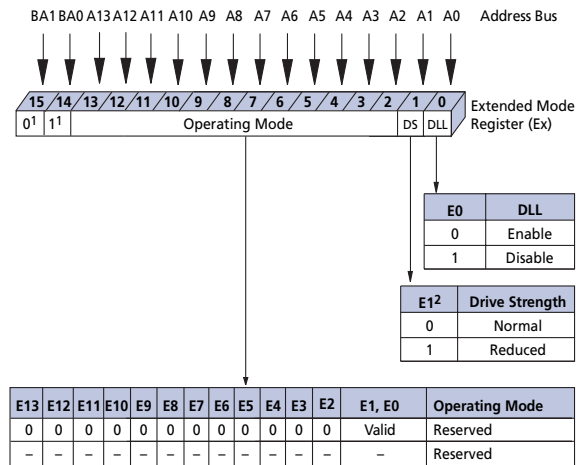 BA1 BA0 A13 A12 A11 A10 A9 A8 A7 A6 A5 A4 A3 A2 A1 A0 Address Bus
15 14 13 12 11 10 9 8 7 6 5 4 3 2 1 0
Extended Mode
Register (Ex)
0¹ 1¹ Operating Mode DS DLL
E0 DLL
0 Enable
1 Disable
E1² Drive Strength
0 Normal
1 Reduced
E13 E12 E11 E10 E9 E8 E7 E6 E5 E4 E3 E2 E1, E0 Operating Mode
0 0 0 0 0 0 0 0 0 0 0 0 Valid Reserved
– – – – – – – – – – – – – Reserved